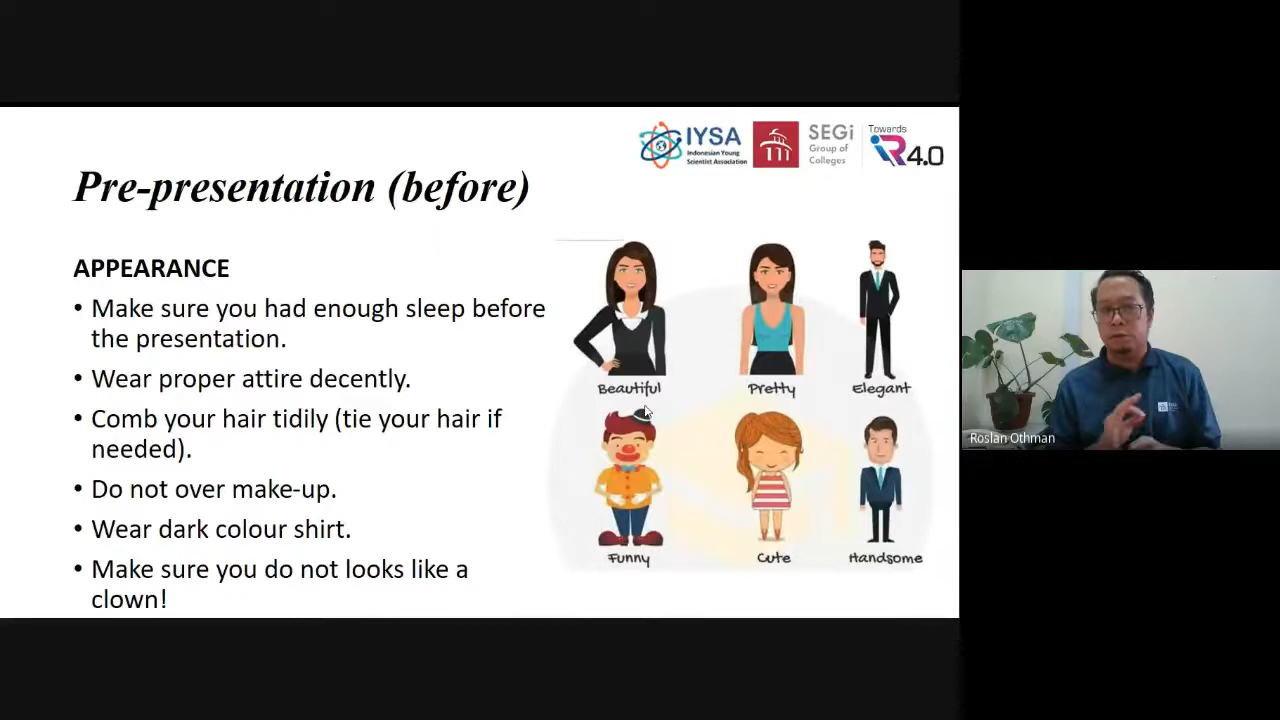 IYSA
Indonesian Young
Scientist Association
SEGi
Group of
Colleges
Towards
iR4.0
Pre-presentation (before)
APPEARANCE
• Make sure you had enough sleep before
the presentation.
• Wear proper attire decently.
• Comb your hair tidily (tie your hair if
needed).
• Do not over make-up.
• Wear dark colour shirt.
• Make sure you do not looks like a
clown!
Beautiful
Pretty
Elegant
Funny
Cute
Handsome
Roslan Othman